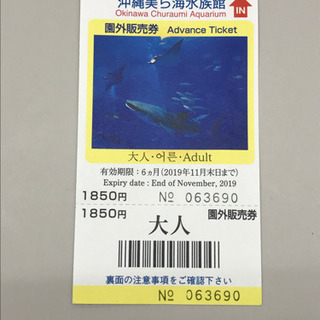 沖縄美ら海水族館
Okinawa Churaumi Aquarium
IN
園外販売券 Advance Ticket
大人・어른・Adult
有効期限：6ヵ月(2019年11月末日まで)
Expiry date : End of November, 2019
1850円 No 063690
1850円 園外販売券
大人
裏面の注意事項をご確認下さい
No 063690